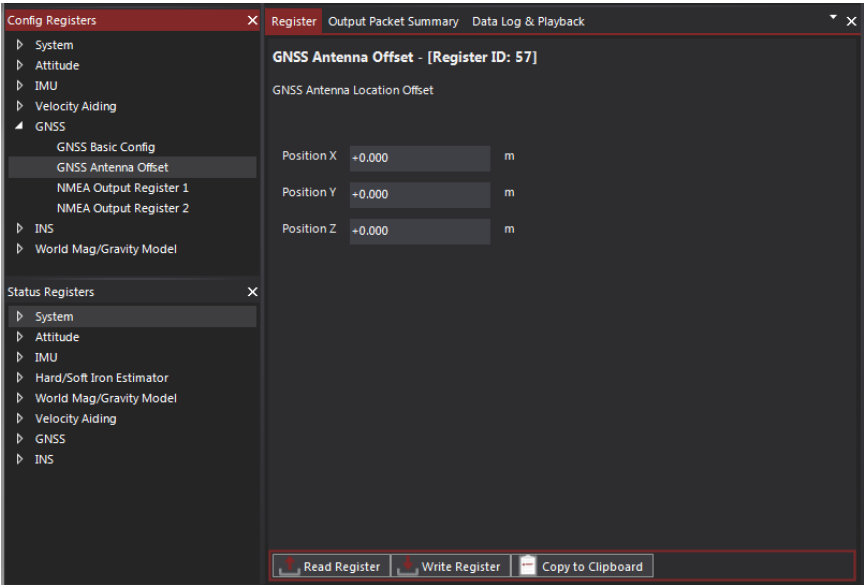 Config Registers
System
Attitude
IMU
Velocity Aiding
GNSS
GNSS Basic Config
GNSS Antenna Offset
NMEA Output Register 1
NMEA Output Register 2
INS
World Mag/Gravity Model
Status Registers
System
Attitude
IMU
Hard/Soft Iron Estimator
World Mag/Gravity Model
Velocity Aiding
GNSS
INS
Register Output Packet Summary Data Log & Playback
GNSS Antenna Offset - [Register ID: 57]
GNSS Antenna Location Offset
Position X +0.000 m
Position Y +0.000 m
Position Z +0.000 m
Read Register Write Register Copy to Clipboard